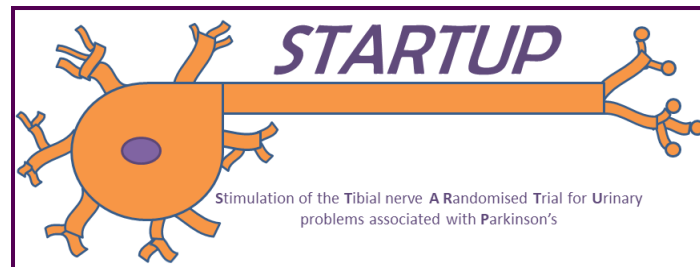 STARTUP
Stimulation of the Tibial nerve A Randomised Trial for Urinary
problems associated with Parkinson's